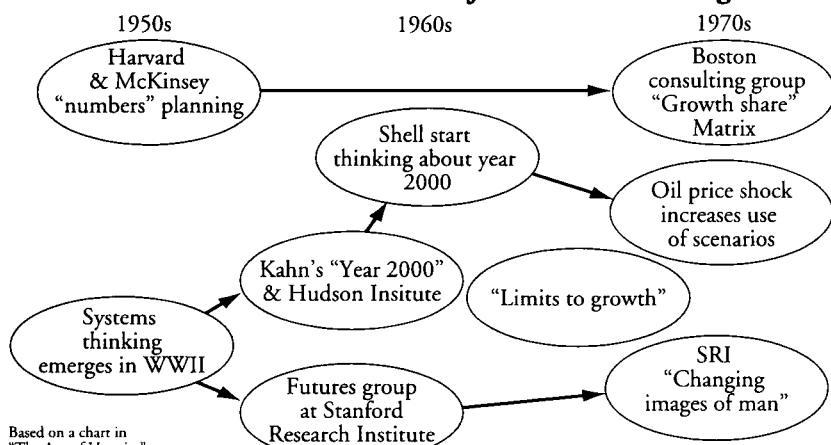 1950s
1960s
1970s
Harvard
& McKinsey
“numbers” planning
Boston
consulting group
“Growth share”
Matrix
Shell start
thinking about year
2000
Oil price shock
increases use
of scenarios
Kahn’s “Year 2000”
& Hudson Insitute
“Limits to growth”
Systems
thinking
emerges in WWII
SRI
“Changing
images of man”
Futures group
at Stanford
Research Institute
Based on a chart in